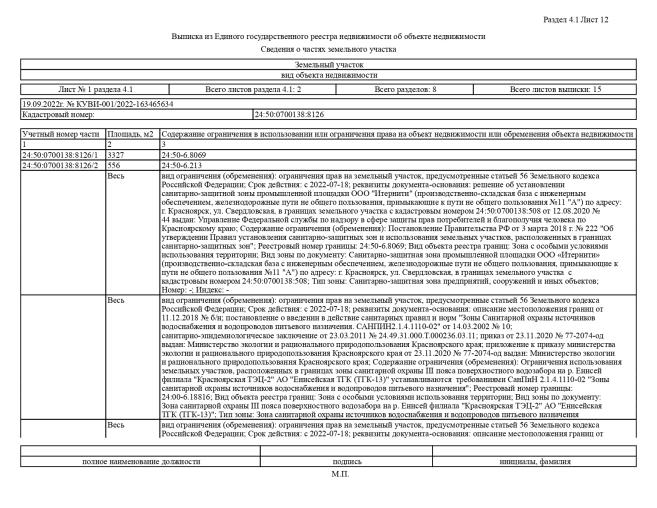 Раздел 4.1 Лист 12
Выписка из Единого государственного реестра недвижимости об объекте недвижимости
Сведения о частях земельного участка
Земельный участок
вид объекта недвижимости
Лист № 1 раздела 4.1 Всего листов раздела 4.1: 2 Всего разделов: 8 Всего листов выписки: 15
19.09.2022г. № КУВИ-001/2022-163465634
Кадастровый номер: 24:50:0700138:8126
Учетный номер части Площадь, м2 Содержание ограничения в использовании или ограничения права на объект недвижимости или обременения объекта недвижимости
1 2 3
24:50:0700138:8126/1 3327 24:50-6.8069
24:50:0700138:8126/2 556 24:50-6.213
Весь вид ограничения (обременения): ограничения прав на земельный участок, предусмотренные статьей 56 Земельного кодекса
Российской Федерации; Срок действия: с 2022-07-18; реквизиты документа-основания: решение об установлении
санитарно-защитной зоны промышленной площадки ООО "Итернити" (производственно-складская база с инженерным
обеспечением, железнодорожные пути не общего пользования, примыкающие к пути не общего пользования №11 "А") по адресу:
г. Красноярск, ул. Свердловская, в границах земельного участка с кадастровым номером 24:50:0700138:508 от 12.08.2020 №
44 выдан: Управление Федеральной службы по надзору в сфере защиты прав потребителей и благополучия человека по
Красноярскому краю; Содержание ограничения (обременения): Постановление Правительства РФ от 3 марта 2018 г. № 222 "Об
утверждении Правил установления санитарно-защитных зон и использования земельных участков, расположенных в границах
санитарно-защитных зон"; Реестровый номер границы: 24:50-6.8069; Вид объекта реестра границ: Зона с особыми условиями
использования территории; Вид зоны по документу: Санитарно-защитная зона промышленной площадки ООО «Итернити»
(производственно-складская база с инженерным обеспечением, железнодорожные пути не общего пользования, примыкающие к
пути не общего пользования №11 "А") по адресу: г. Красноярск, ул. Свердловская, в границах земельного участка с
кадастровым номером 24:50:0700138:508; Тип зоны: Санитарно-защитная зона предприятий, сооружений и иных объектов;
Номер: -; Индекс: -
Весь вид ограничения (обременения): ограничения прав на земельный участок, предусмотренные статьей 56 Земельного кодекса
Российской Федерации; Срок действия: с 2022-07-18; реквизиты документа-основания: описание местоположения границ от
11.12.2018 № б/н; постановление о введении в действие санитарных правил и норм "Зоны санитарной охраны источников
водоснабжения и водопроводов питьевого назначения. САНПИН2.1.4.1110-02" от 14.03.2002 № 10;
санитарно-эпидемиологическое заключение от 23.03.2011 № 24.49.31.000.Т.000236.03.11; приказ от 23.11.2020 № 77-2074-од
выдан: Министерство экологии и рационального природопользования Красноярского края; приложение к приказу министерства
экологии и рационального природопользования Красноярского края от 23.11.2020 № 77-2074-од выдан: Министерство экологии
и рационального природопользования Красноярского края; Содержание ограничения (обременения): Ограничения использования
земельных участков, расположенных в границы зоны санитарной охраны III пояса поверхностного водозабора на р. Енисей
филиала "Красноярская ТЭЦ-2" АО "Енисейская ТГК (ТГК-13)" устанавливаются требованиями СанПиН 2.1.4.1110-02 "Зоны
санитарной охраны источников водоснабжения и водопроводов питьевого назначения"; Реестровый номер границы:
24:00-6.18816; Вид объекта реестра границ: Зона с особыми условиями использования территории; Вид зоны по документу:
Зона санитарной охраны III пояса поверхностного водозабора на р. Енисей филиала "Красноярская ТЭЦ-2" АО "Енисейская
ТГК (ТГК-13)"; Тип зоны: Зона санитарной охраны источников водоснабжения и водопроводов питьевого назначения
Весь вид ограничения (обременения): ограничения прав на земельный участок, предусмотренные статьей 56 Земельного кодекса
Российской Федерации; Срок действия: с 2022-07-18; реквизиты документа-основания: описание местоположения границ от
полное наименование должности подпись инициалы, фамилия
М.П.